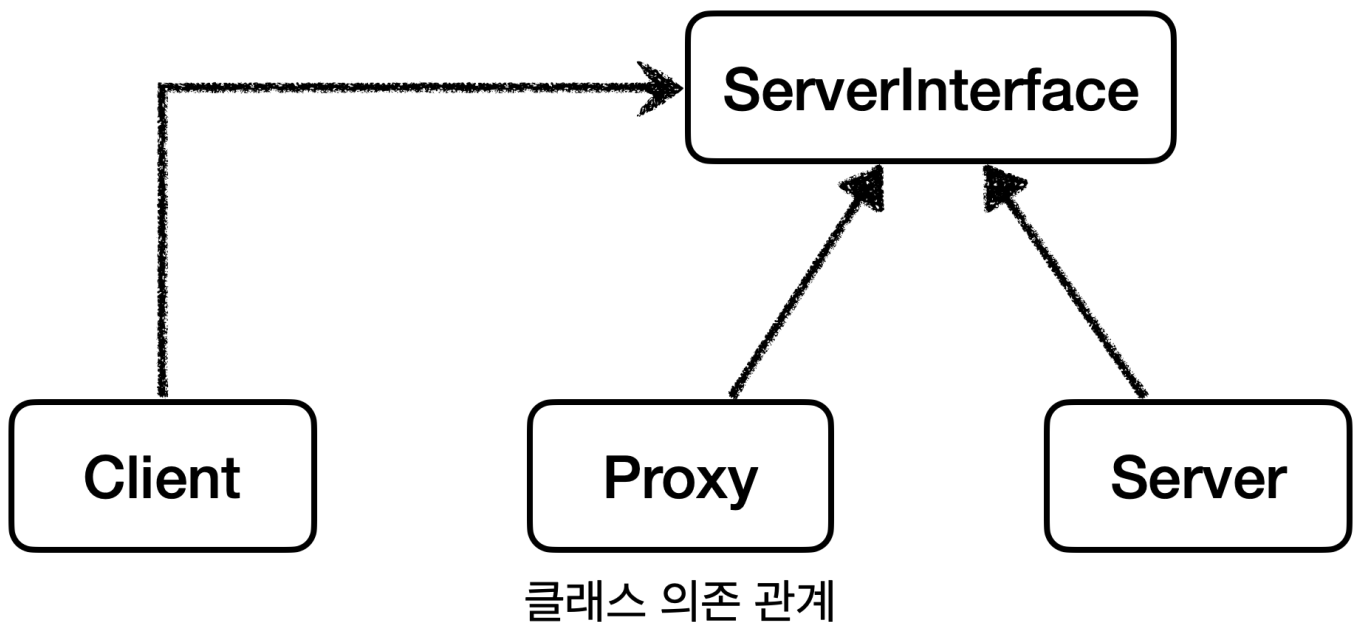 ServerInterface
Client
Proxy
Server
클래스 의존 관계